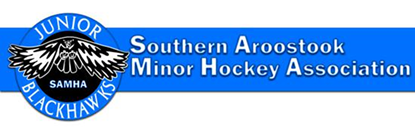 JUNIOR
SAMHA
BLACKHAWKS
Southern Aroostook
Minor Hockey Association